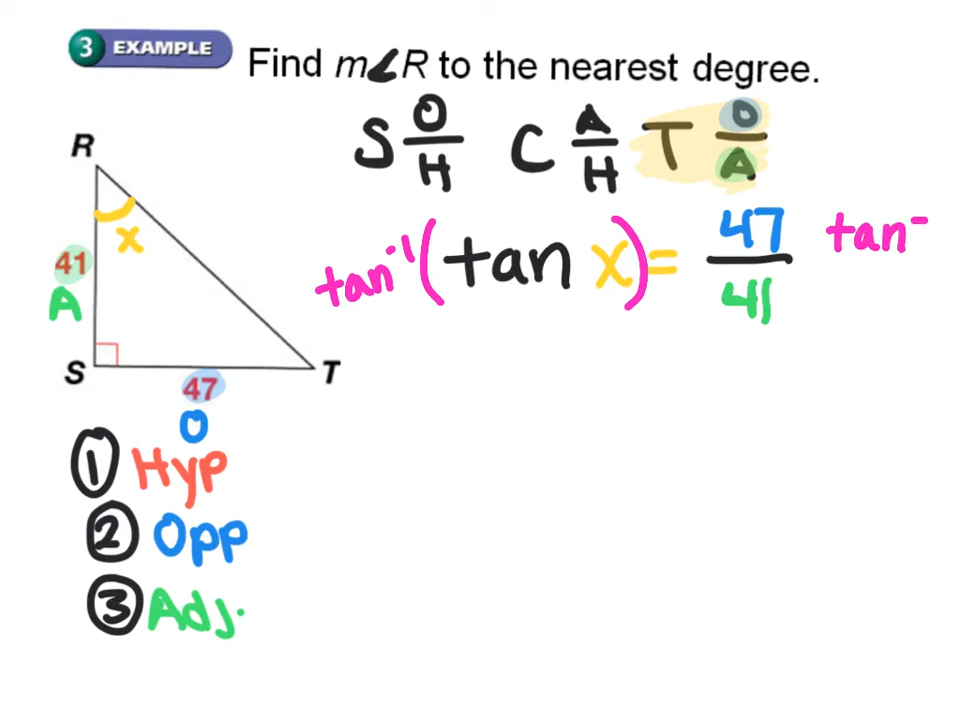 3 EXAMPLE Find m∠R to the nearest degree.
S O/H C A/H T O/A
R
x
41
A
S
T
47
O
tan⁻¹(tan x) = 47/41 tan⁻
1 Hyp
2 Opp
3 Adj.